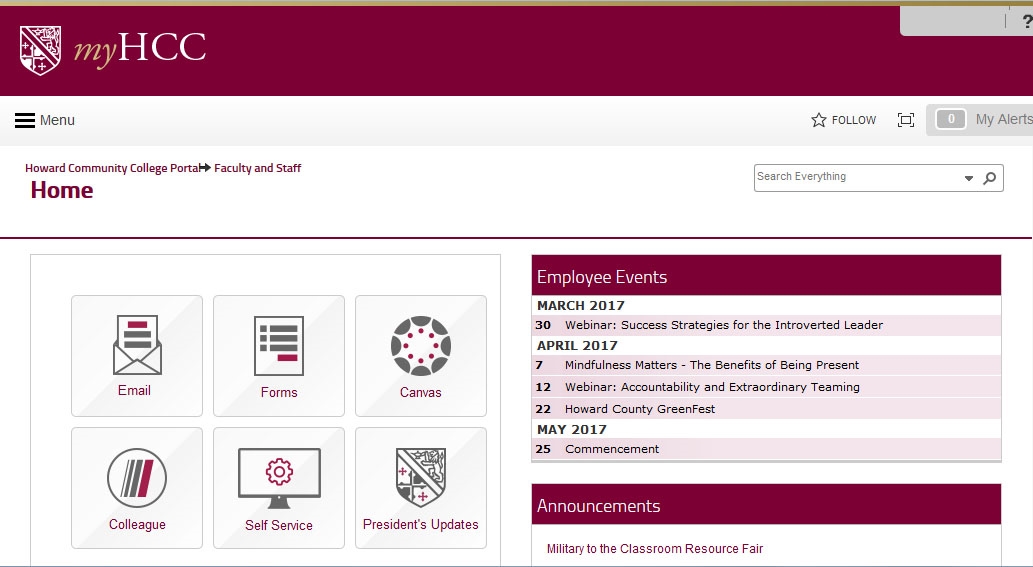 ?
myHCC
Menu
FOLLOW
0
My Alerts
Howard Community College Portal Faculty and Staff
Home
Search Everything
Email
Forms
Canvas
Colleague
Self Service
President's Updates
Employee Events
MARCH 2017
30 Webinar: Success Strategies for the Introverted Leader
APRIL 2017
7 Mindfulness Matters - The Benefits of Being Present
12 Webinar: Accountability and Extraordinary Teaming
22 Howard County GreenFest
MAY 2017
25 Commencement
Announcements
Military to the Classroom Resource Fair